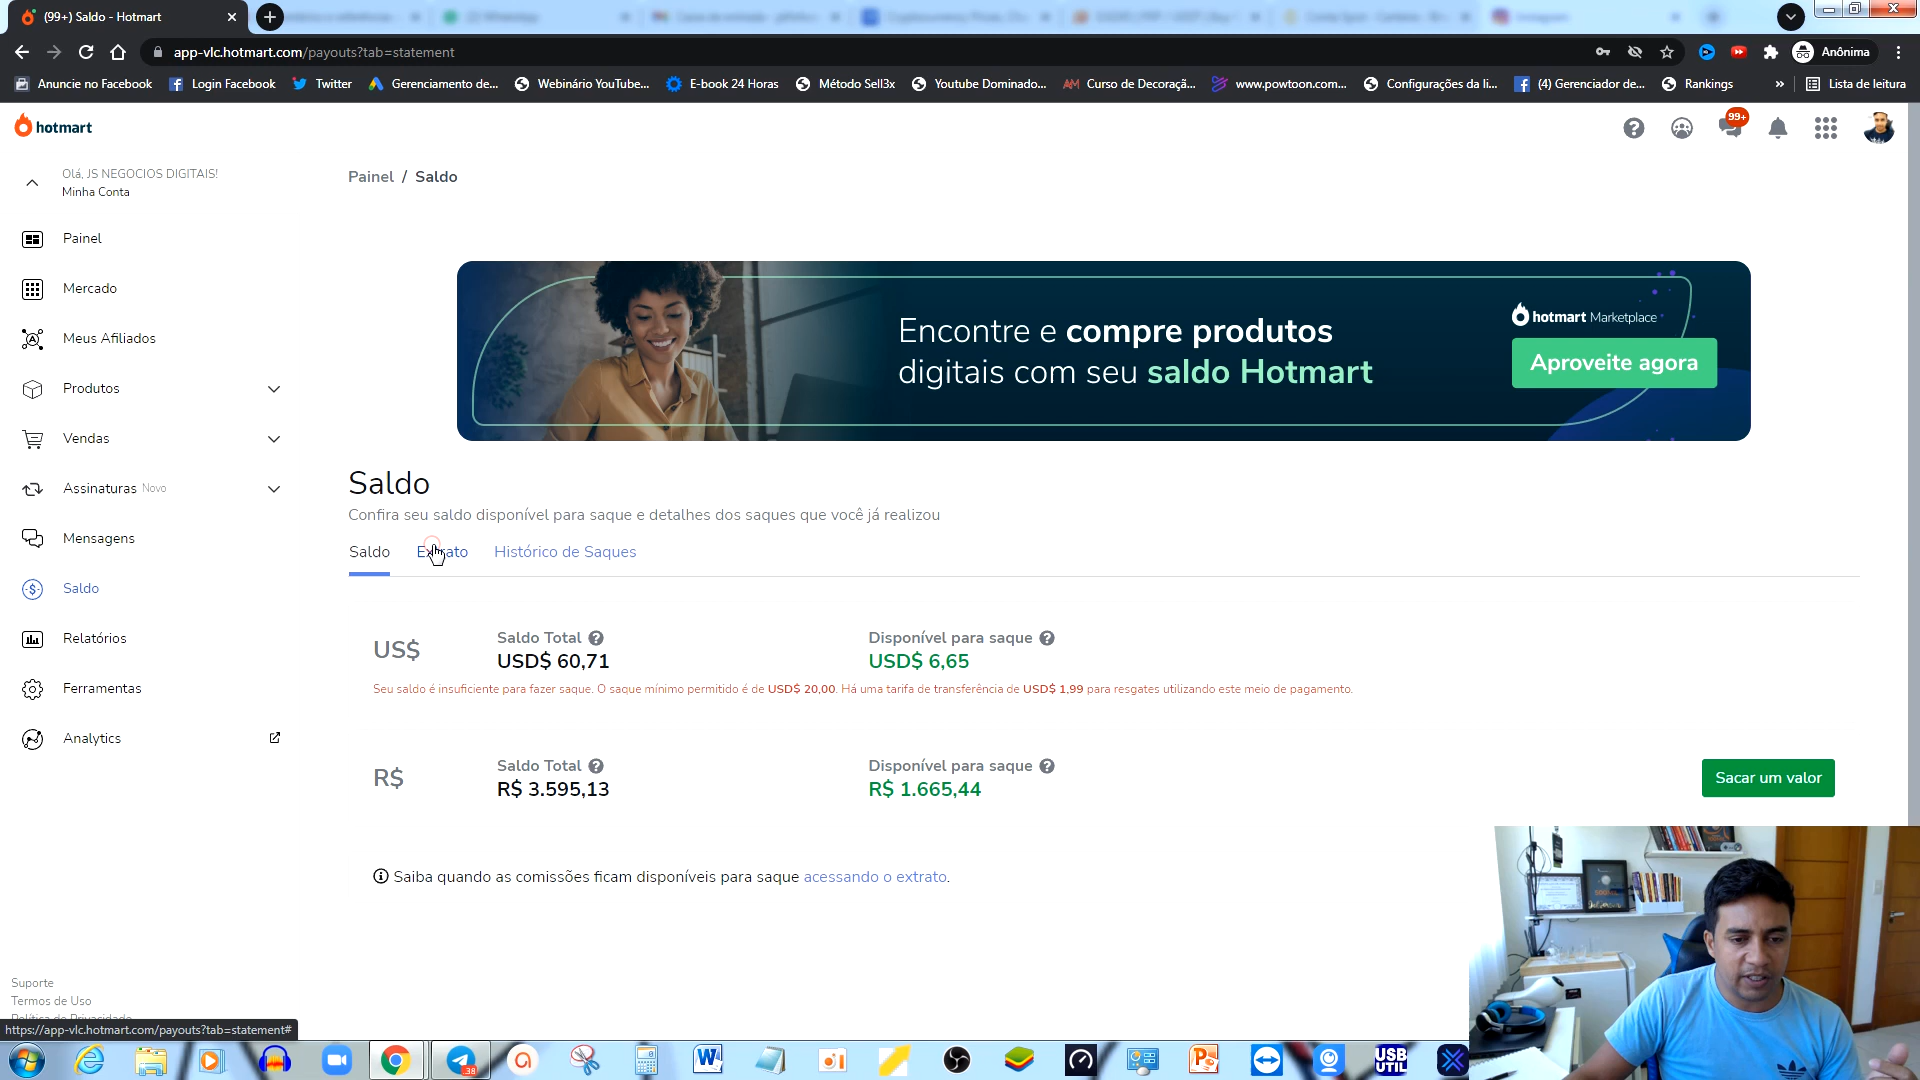 (99+) Saldo - Hotmart
app-vlc.hotmart.com/payouts?tab=statement
Anônima
Anuncie no Facebook
Login Facebook
Twitter
Gerenciamento de...
Webinário YouTube...
E-book 24 Horas
Método Sell3x
Youtube Dominado...
Curso de Decoraçã...
www.powtoon.com...
Configurações da li...
(4) Gerenciador de...
Rankings
»
Lista de leitura
hotmart
99+
Olá, JS NEGOCIOS DIGITAIS!
Minha Conta
Painel / Saldo
Painel
Mercado
Meus Afiliados
Produtos
Vendas
Assinaturas Novo
Mensagens
Saldo
Relatórios
Ferramentas
Analytics
Encontre e compre produtos
digitais com seu saldo Hotmart
hotmart Marketplace
Aproveite agora
Saldo
Confira seu saldo disponível para saque e detalhes dos saques que você já realizou
Saldo
Extrato
Histórico de Saques
US$
Saldo Total
USD$ 60,71
Disponível para saque
USD$ 6,65
Seu saldo é insuficiente para fazer saque. O saque mínimo permitido é de USD$ 20,00. Há uma tarifa de transferência de USD$ 1,99 para resgates utilizando este meio de pagamento.
R$
Saldo Total
R$ 3.595,13
Disponível para saque
R$ 1.665,44
Sacar um valor
Saiba quando as comissões ficam disponíveis para saque acessando o extrato.
Suporte
Termos de Uso
https://app-vlc.hotmart.com/payouts?tab=statement#
38
USB
UTIL